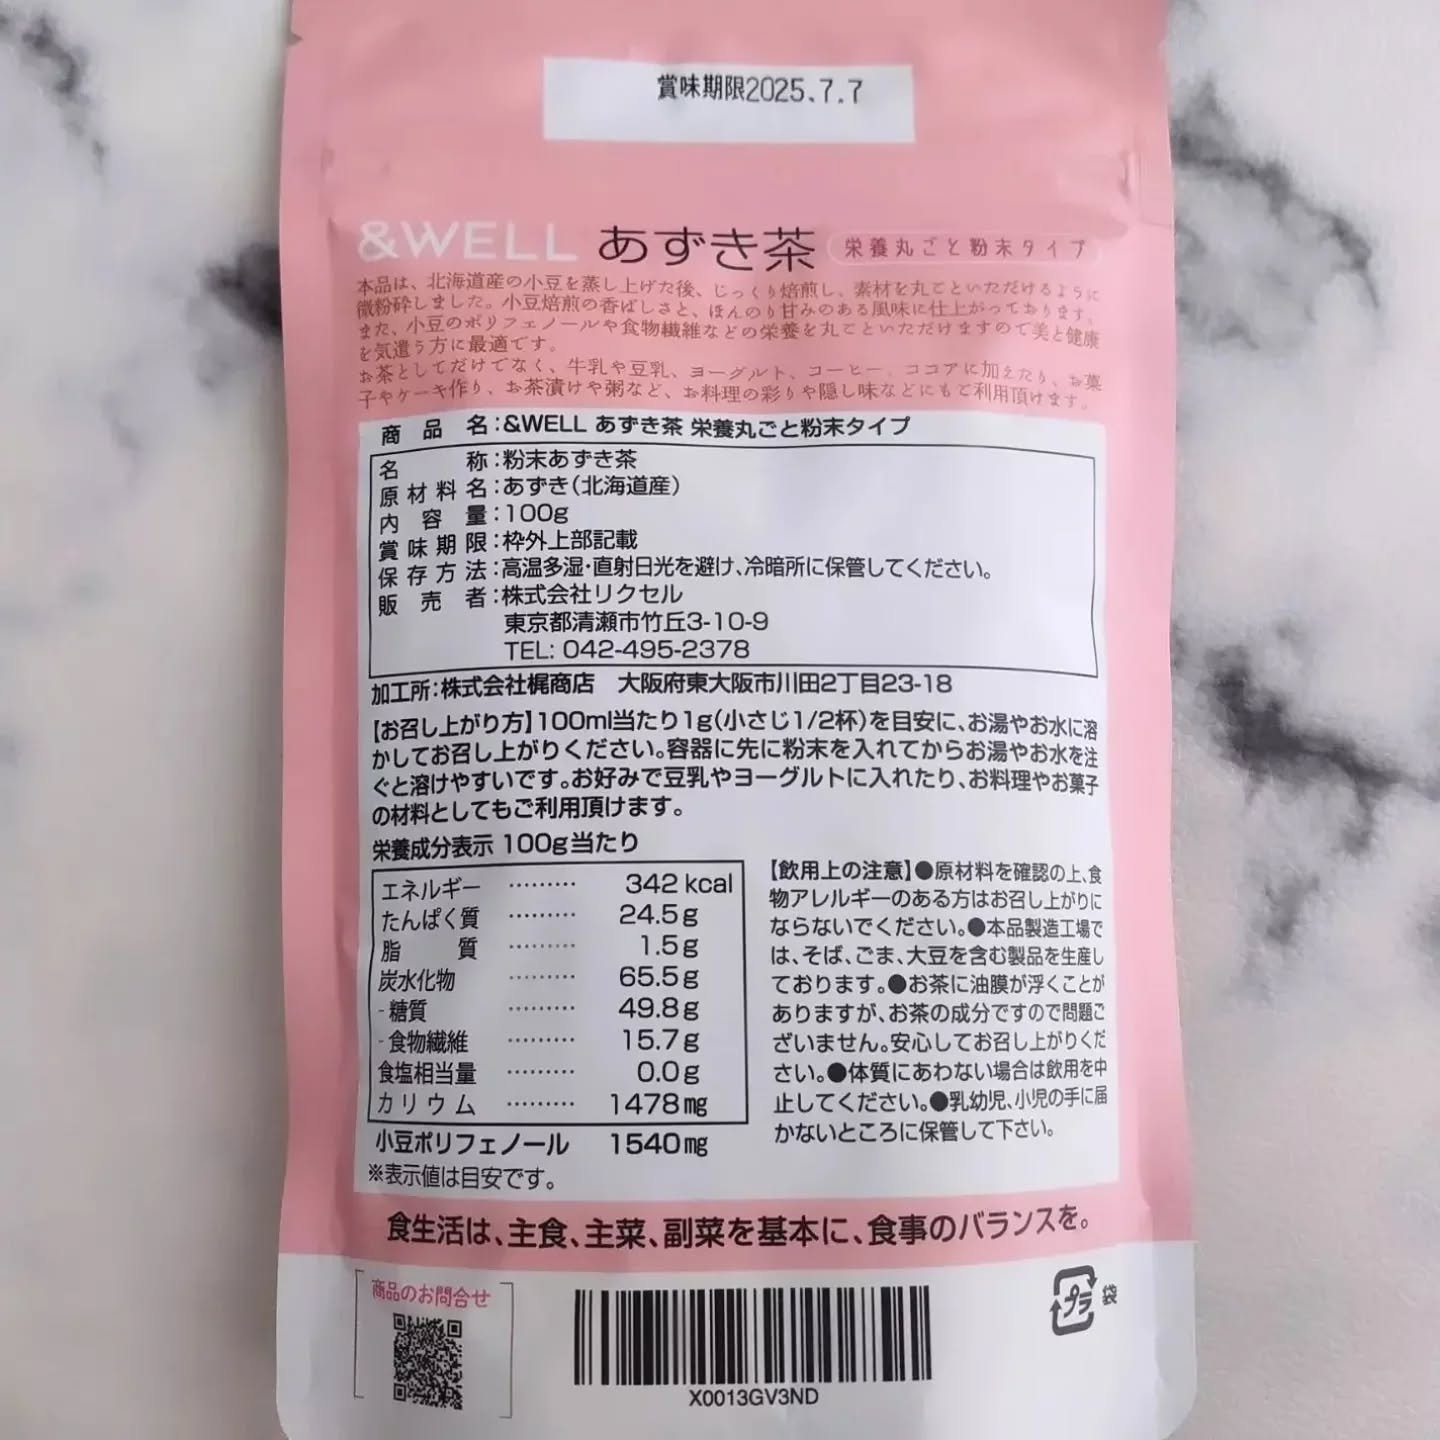 賞味期限2025.7.7
&WELL あずき茶 栄養丸ごと粉末タイプ
本品は、北海道産の小豆を蒸し上げた後、じっくり焙煎し、素材を丸ごといただけるように
微粉砕しました。小豆焙煎の香ばしさと、ほんのり甘みのある風味に仕上がっております。
また、小豆のポリフェノールや食物繊維などの栄養を丸ごといただけますので美と健康
を気遣う方に最適です。
お茶としてだけでなく、牛乳や豆乳、ヨーグルト、コーヒー、ココアに加えたり、お菓
子やケーキ作り、お茶漬けや粥など、お料理の彩りや隠し味などにもご利用頂けます。
商品名:&WELL あずき茶 栄養丸ごと粉末タイプ
名称:粉末あずき茶
原材料名:あずき(北海道産)
内容量:100g
賞味期限:枠外上部記載
保存方法:高温多湿・直射日光を避け、冷暗所に保管してください。
販売者:株式会社リクセル
東京都清瀬市竹丘3-10-9
TEL: 042-495-2378
加工所:株式会社梶商店 大阪府東大阪市川田2丁目23-18
【お召し上がり方】100ml当たり1g(小さじ1/2杯)を目安に、お湯やお水に溶
かしてお召し上がりください。容器に先に粉末を入れてからお湯やお水を注
ぐと溶けやすいです。お好みで豆乳やヨーグルトに入れたり、お料理やお菓子
の材料としてもご利用頂けます。
栄養成分表示 100g当たり
エネルギー ……… 342 kcal
たんぱく質 ……… 24.5g
脂質 ……… 1.5g
炭水化物 ……… 65.5g
-糖質 ……… 49.8g
-食物繊維 ……… 15.7g
食塩相当量 ……… 0.0g
カリウム ……… 1478㎎
小豆ポリフェノール 1540㎎
※表示値は目安です。
【飲用上の注意】●原材料を確認の上、食
物アレルギーのある方はお召し上がりに
ならないでください。●本品製造工場で
は、そば、ごま、大豆を含む製品を生産し
ております。●お茶に油膜が浮くことが
ありますが、お茶の成分ですので問題ご
ざいません。安心してお召し上がりくだ
さい。●体質にあわない場合は飲用を中
止してください。●乳幼児、小児の手に届
かないところに保管して下さい。
食生活は、主食、主菜、副菜を基本に、食事のバランスを。
商品のお問合せ
X0013GV3ND
プラ 袋